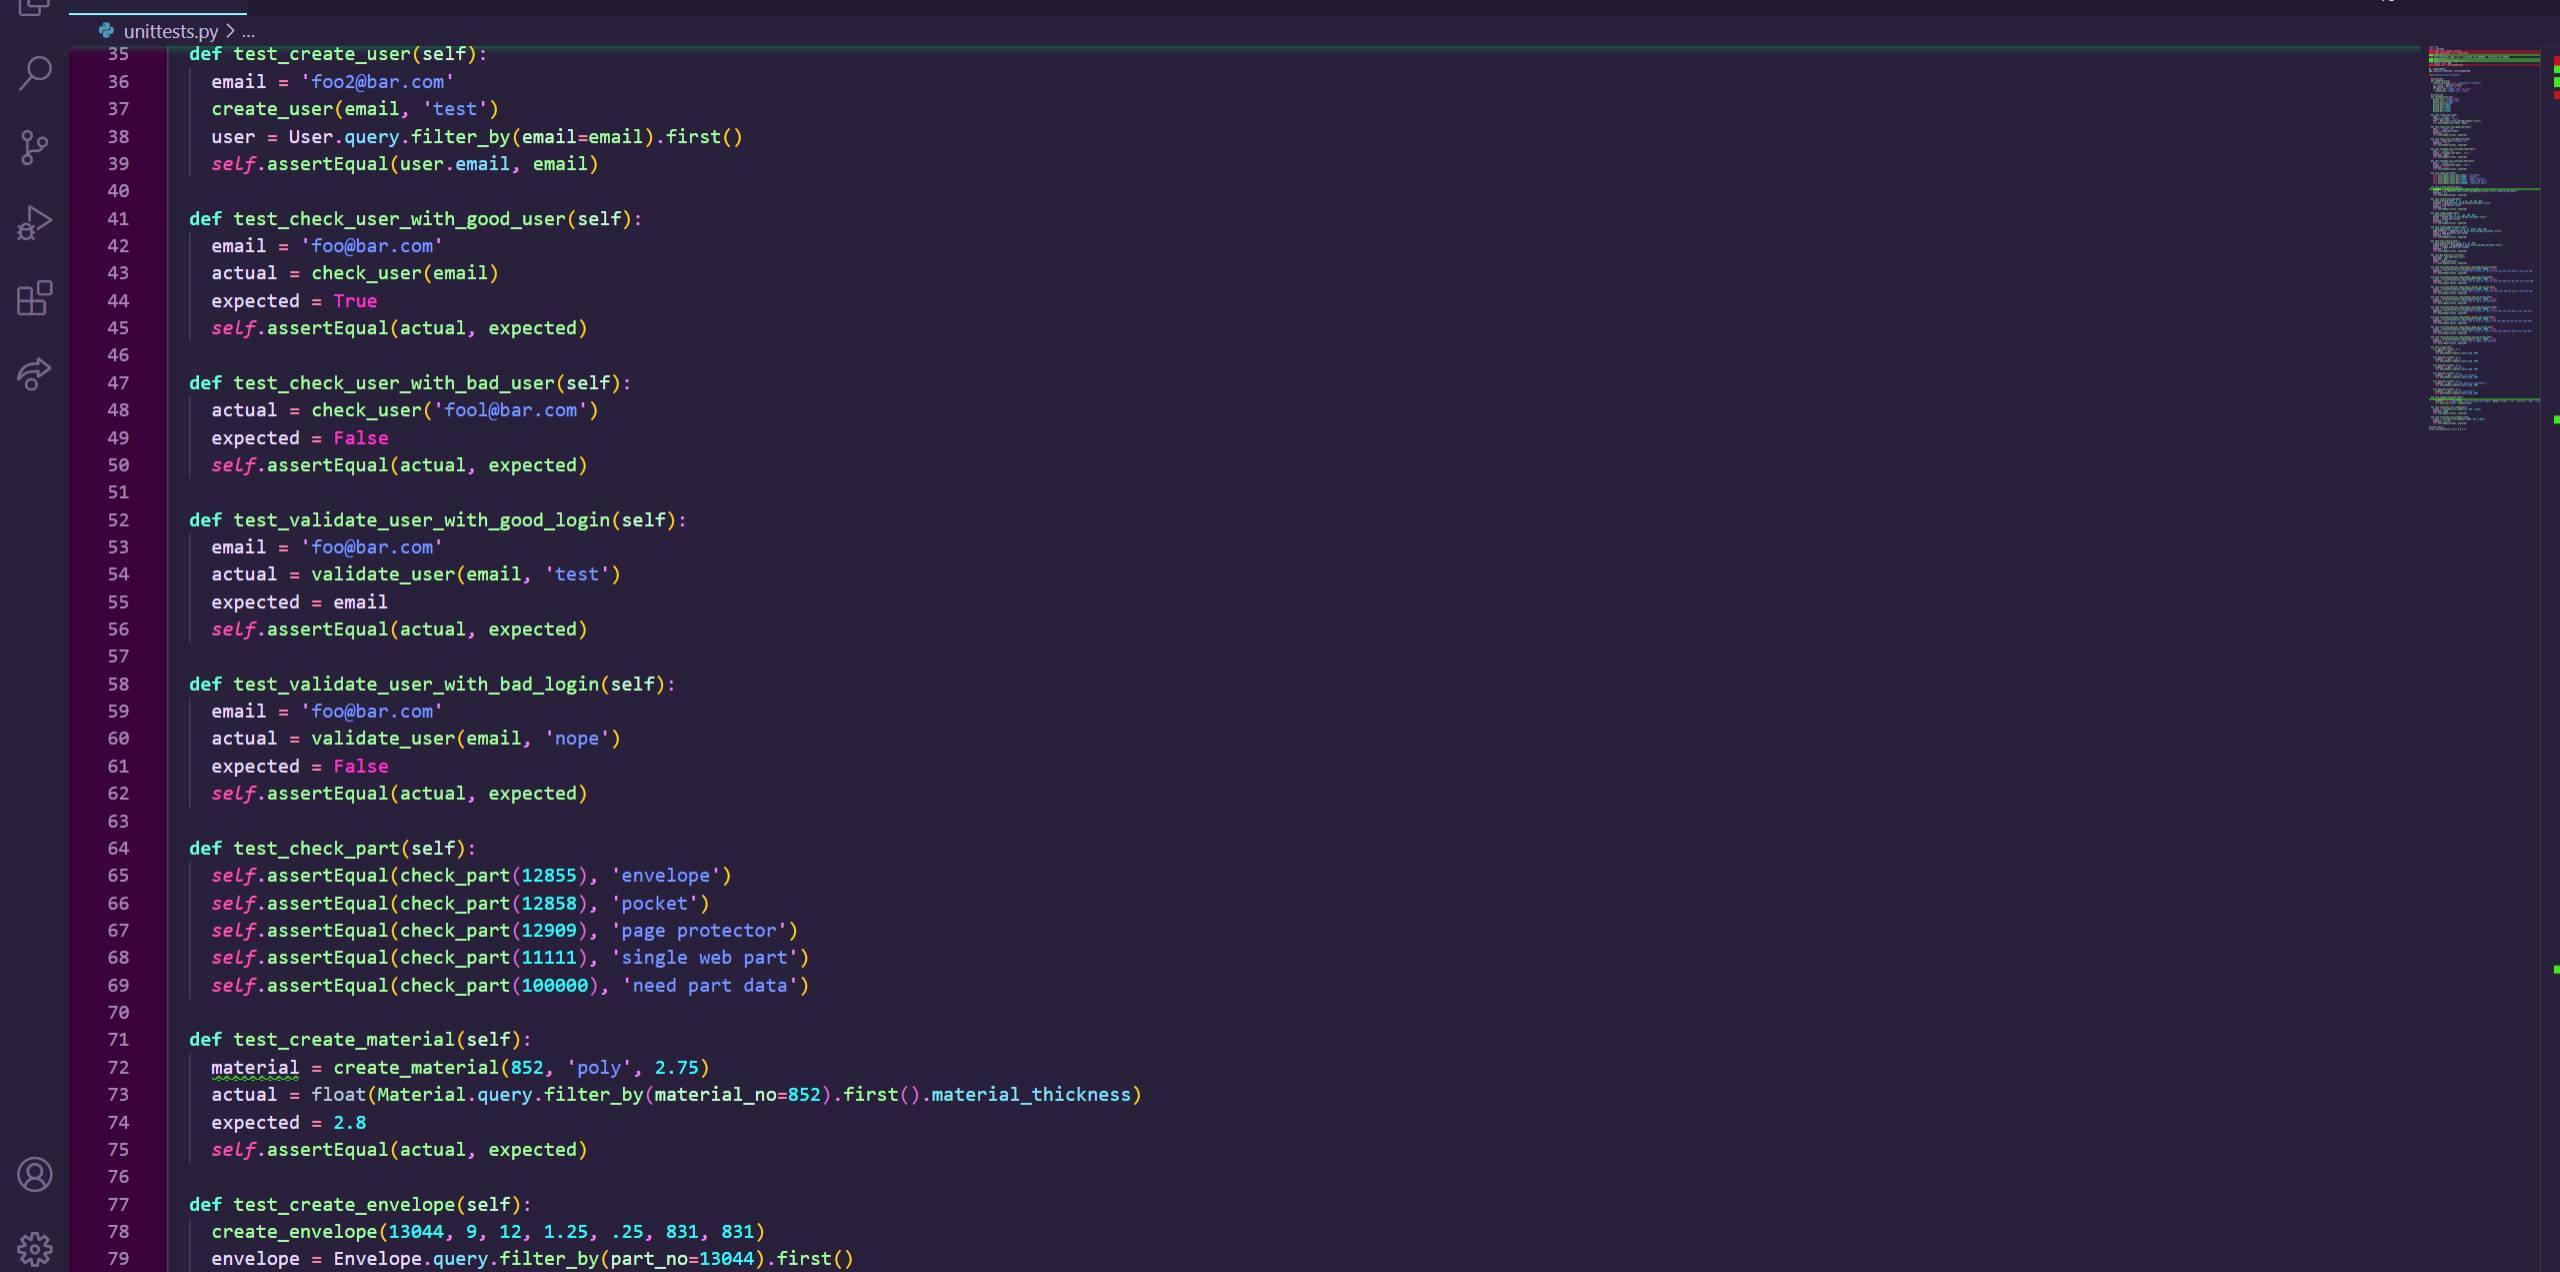 unittests.py > ...
35 def test_create_user(self):
36 email = 'foo2@bar.com'
37 create_user(email, 'test')
38 user = User.query.filter_by(email=email).first()
39 self.assertEqual(user.email, email)
40
41 def test_check_user_with_good_user(self):
42 email = 'foo@bar.com'
43 actual = check_user(email)
44 expected = True
45 self.assertEqual(actual, expected)
46
47 def test_check_user_with_bad_user(self):
48 actual = check_user('fool@bar.com')
49 expected = False
50 self.assertEqual(actual, expected)
51
52 def test_validate_user_with_good_login(self):
53 email = 'foo@bar.com'
54 actual = validate_user(email, 'test')
55 expected = email
56 self.assertEqual(actual, expected)
57
58 def test_validate_user_with_bad_login(self):
59 email = 'foo@bar.com'
60 actual = validate_user(email, 'nope')
61 expected = False
62 self.assertEqual(actual, expected)
63
64 def test_check_part(self):
65 self.assertEqual(check_part(12855), 'envelope')
66 self.assertEqual(check_part(12858), 'pocket')
67 self.assertEqual(check_part(12909), 'page protector')
68 self.assertEqual(check_part(11111), 'single web part')
69 self.assertEqual(check_part(100000), 'need part data')
70
71 def test_create_material(self):
72 material = create_material(852, 'poly', 2.75)
73 actual = float(Material.query.filter_by(material_no=852).first().material_thickness)
74 expected = 2.8
75 self.assertEqual(actual, expected)
76
77 def test_create_envelope(self):
78 create_envelope(13044, 9, 12, 1.25, .25, 831, 831)
79 envelope = Envelope.query.filter_by(part_no=13044).first()